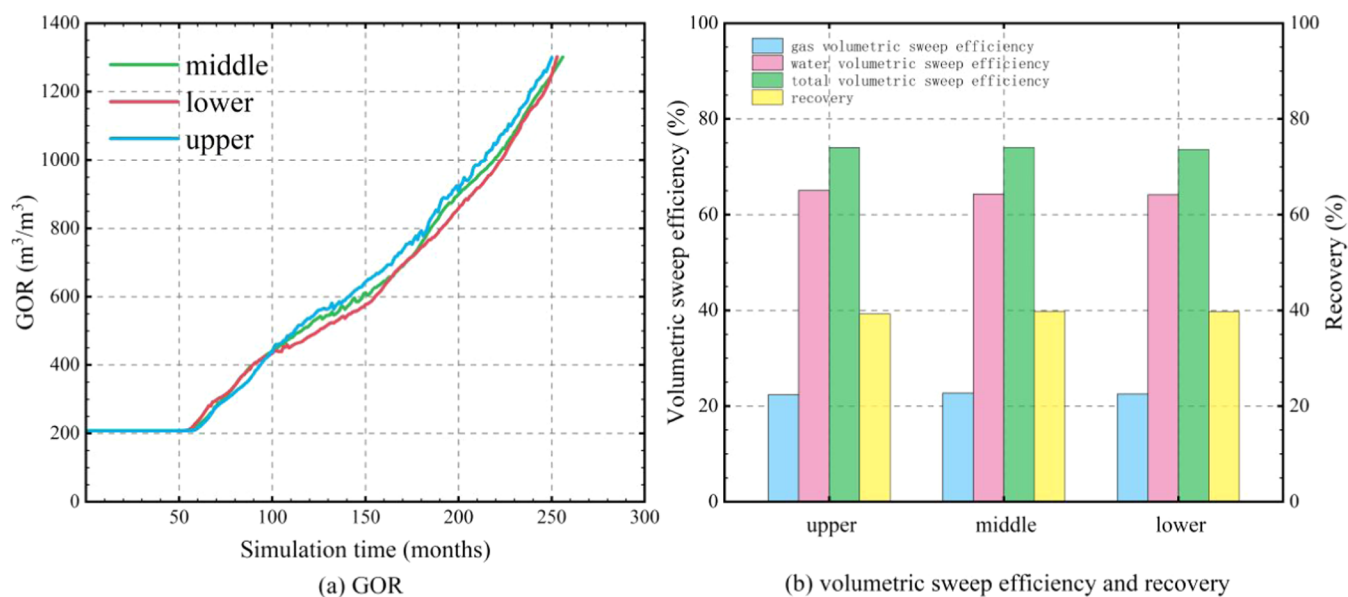 1400
1200
1000
800
600
400
200
0
GOR (m³/m³)
middle
lower
upper
50
100
150
200
250
300
Simulation time (months)
(a) GOR
100
80
60
40
20
0
Volumetric sweep efficiency (%)
gas volumetric sweep efficiency
water volumetric sweep efficiency
total volumetric sweep efficiency
recovery
100
80
60
40
20
0
Recovery (%)
upper
middle
lower
(b) volumetric sweep efficiency and recovery